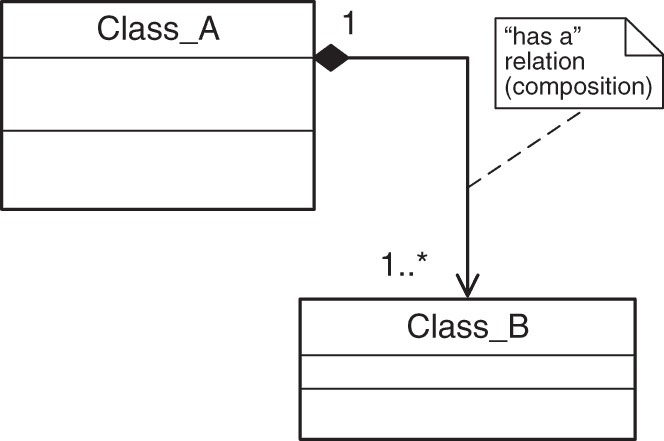 Class_A
1
“has a”
relation
(composition)
1..*
Class_B